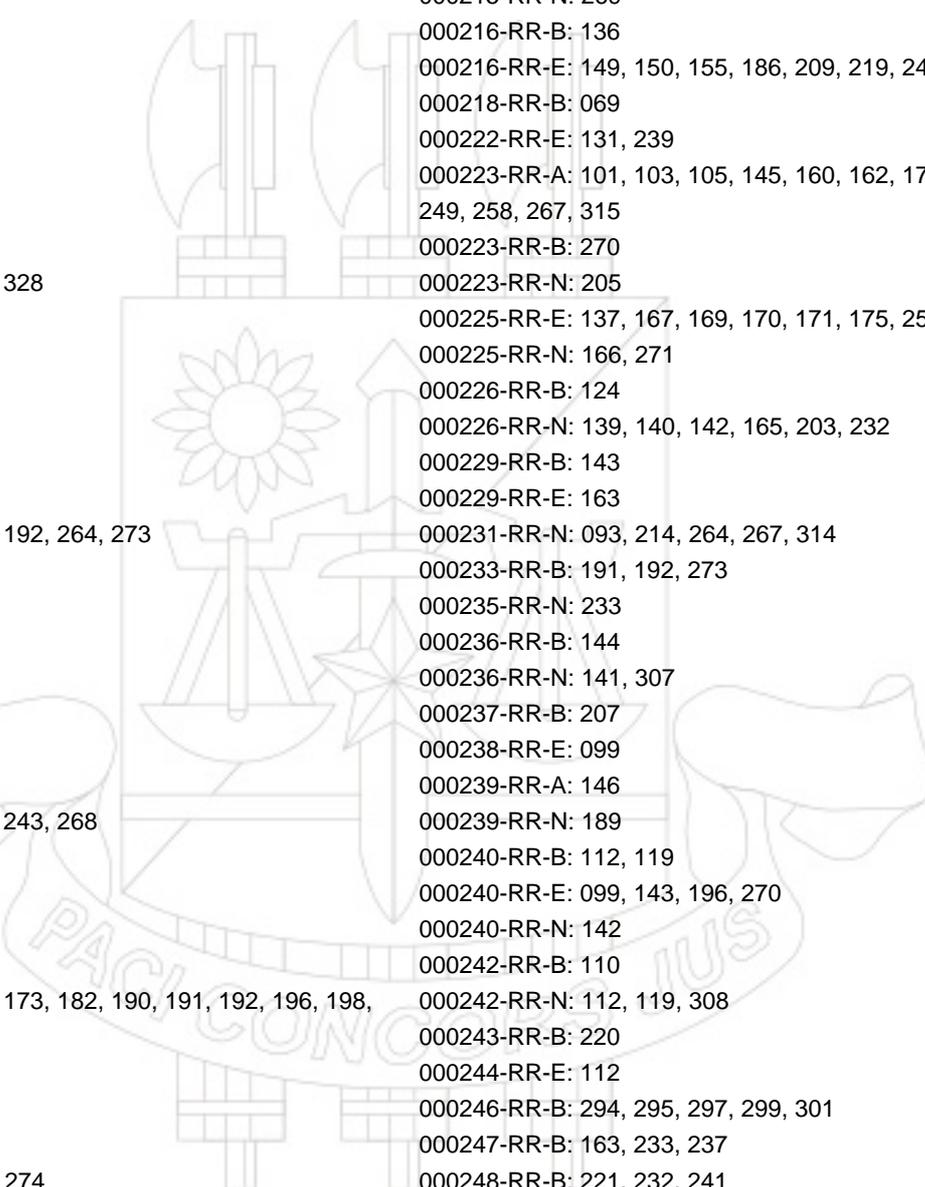 328
192, 264, 273
243, 268
173, 182, 190, 191, 192, 196, 198,
274
000216-RR-B: 136
000216-RR-E: 149, 150, 155, 186, 209, 219,
000218-RR-B: 069
000222-RR-E: 131, 239
000223-RR-A: 101, 103, 105, 145, 160, 162,
249, 258, 267, 315
000223-RR-B: 270
000223-RR-N: 205
000225-RR-E: 137, 167, 169, 170, 171, 175,
000225-RR-N: 166, 271
000226-RR-B: 124
000226-RR-N: 139, 140, 142, 165, 203, 232
000229-RR-B: 143
000229-RR-E: 163
000231-RR-N: 093, 214, 264, 267, 314
000233-RR-B: 191, 192, 273
000235-RR-N: 233
000236-RR-B: 144
000236-RR-N: 141, 307
000237-RR-B: 207
000238-RR-E: 099
000239-RR-A: 146
000239-RR-N: 189
000240-RR-B: 112, 119
000240-RR-E: 099, 143, 196, 270
000240-RR-N: 142
000242-RR-B: 110
000242-RR-N: 112, 119, 308
000243-RR-B: 220
000244-RR-E: 112
000246-RR-B: 294, 295, 297, 299, 301
000247-RR-B: 163, 233, 237
000248-RR-B: 221, 232, 241
PACI CONCORS JUS